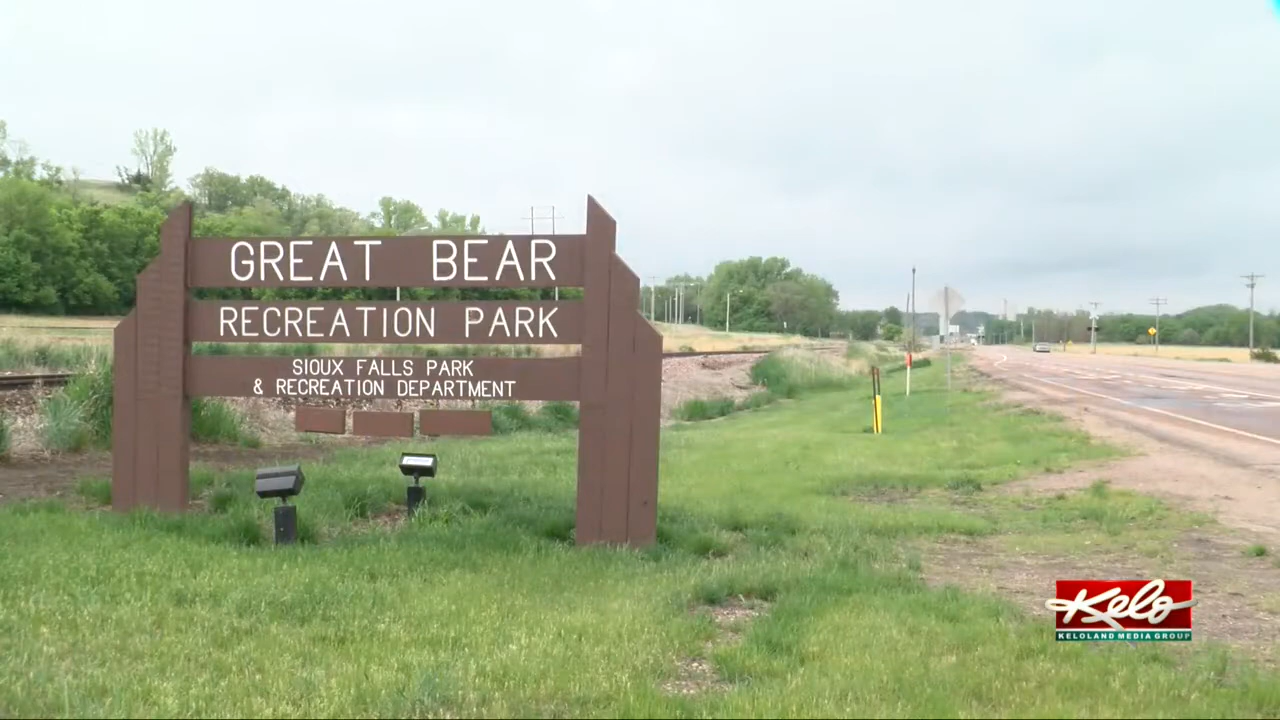 GREAT BEAR
RECREATION PARK
SIOUX FALLS PARK
& RECREATION DEPARTMENT
Kelo
KELOLAND MEDIA GROUP